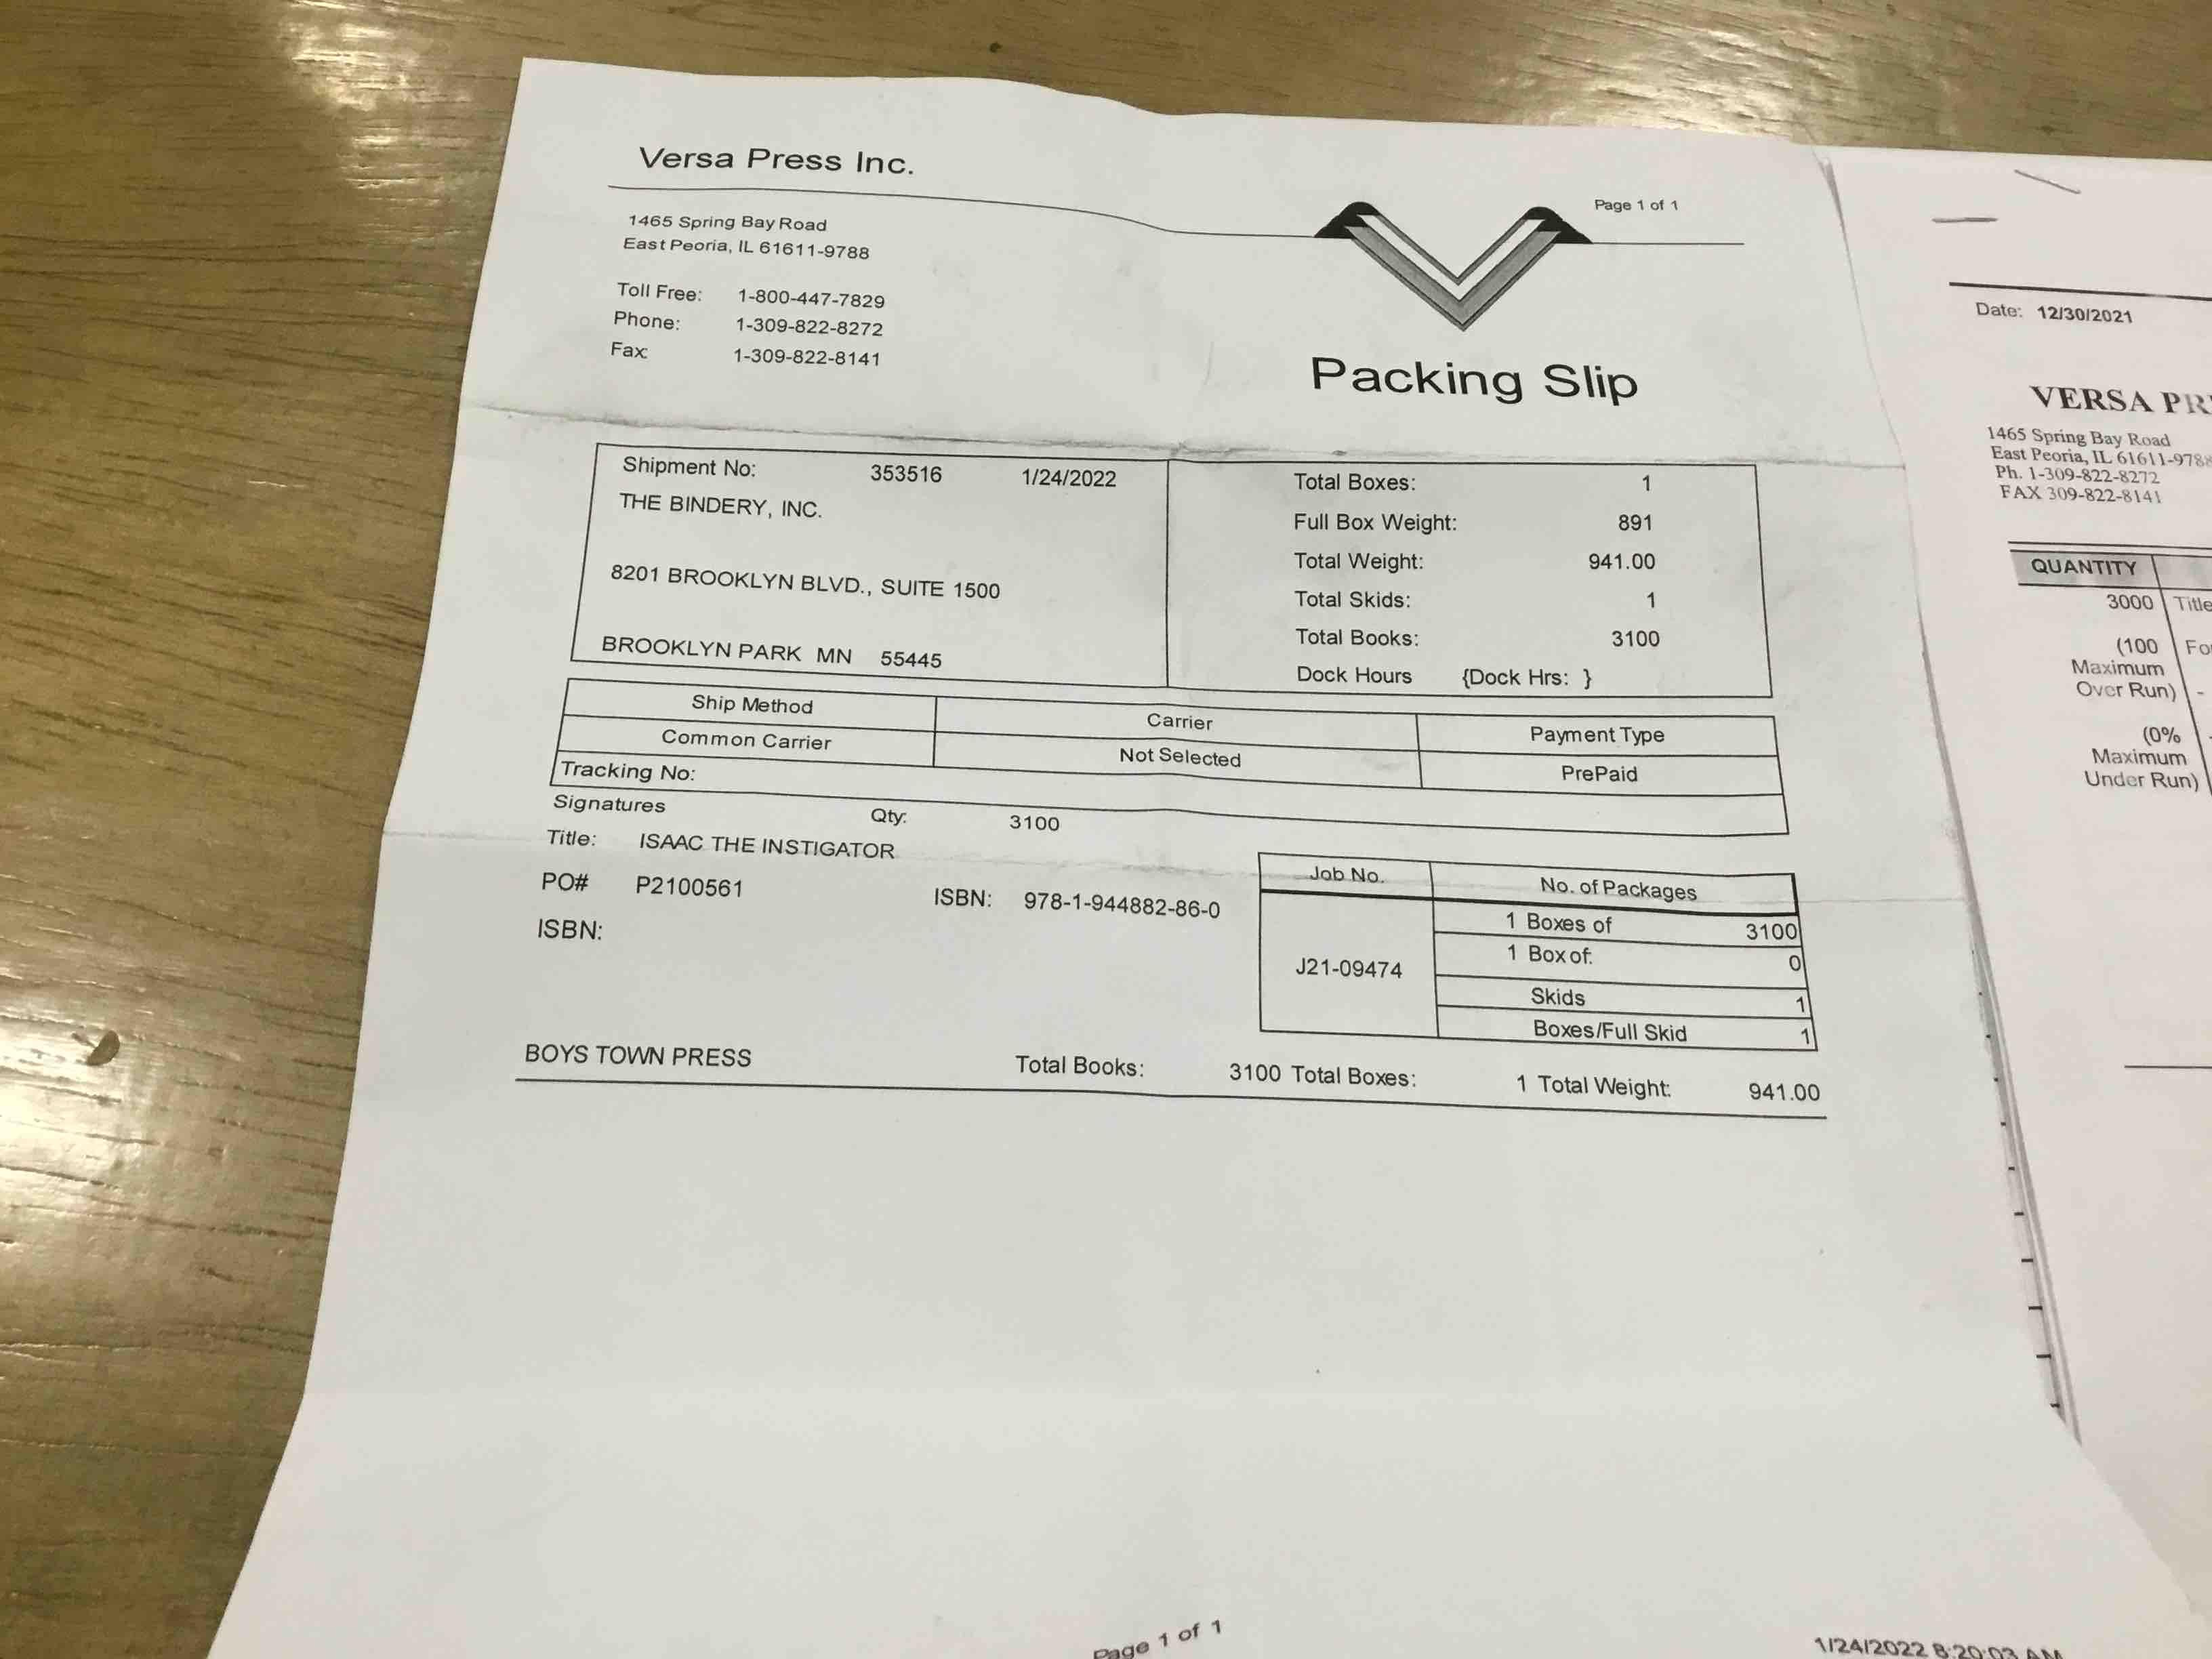 Versa Press Inc.
Page 1 of 1
1465 Spring Bay Road
East Peoria, IL 61611-9788
Toll Free: 1-800-447-7829
Phone: 1-309-822-8272
Fax: 1-309-822-8141
Packing Slip
Shipment No: 353516 1/24/2022
THE BINDERY, INC.
8201 BROOKLYN BLVD., SUITE 1500
BROOKLYN PARK MN 55445
Total Boxes: 1
Full Box Weight: 891
Total Weight: 941.00
Total Skids: 1
Total Books: 3100
Dock Hours {Dock Hrs: }
Ship Method Carrier Payment Type
Common Carrier Not Selected PrePaid
Tracking No:
Signatures Qty: 3100
Title: ISAAC THE INSTIGATOR
PO# P2100561 ISBN: 978-1-944882-86-0
ISBN:
Job No. No. of Packages
J21-09474
1 Boxes of 3100
1 Box of: 0
Skids 1
Boxes/Full Skid 1
BOYS TOWN PRESS Total Books: 3100 Total Boxes: 1 Total Weight: 941.00
Page 1 of 1
1/24/2022 8:20:03 AM
Date: 12/30/2021
VERSA
1465 Spring Bay Road
East Peoria, IL 61611-9788
Ph. 1-309-822-8272
FAX 309-822-8141
QUANTITY
3000 Title
(100
Maximum
Over Run) -
(0%
Maximum
Under Run)